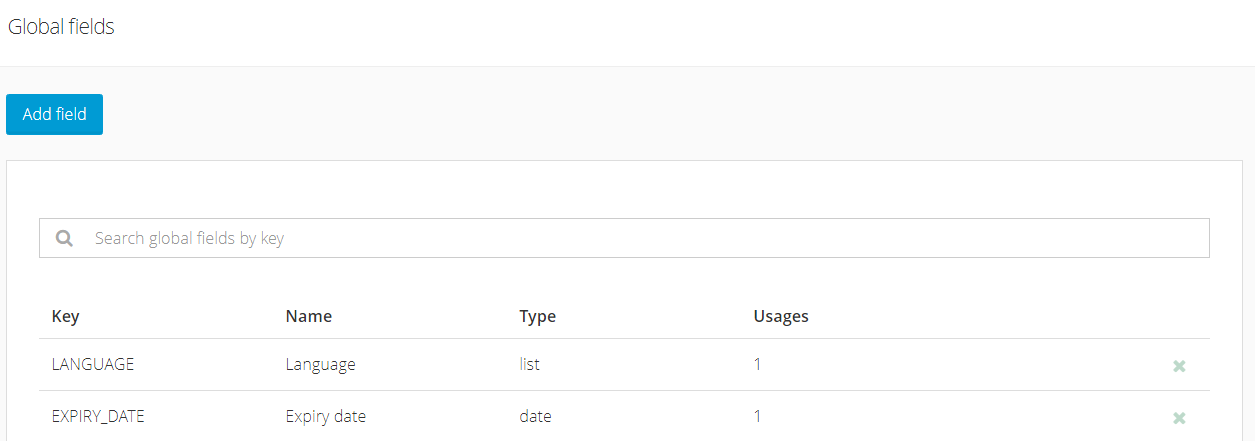 Global fields
Add field
Search global fields by key
Key Name Type Usages
LANGUAGE Language list 1
EXPIRY_DATE Expiry date date 1